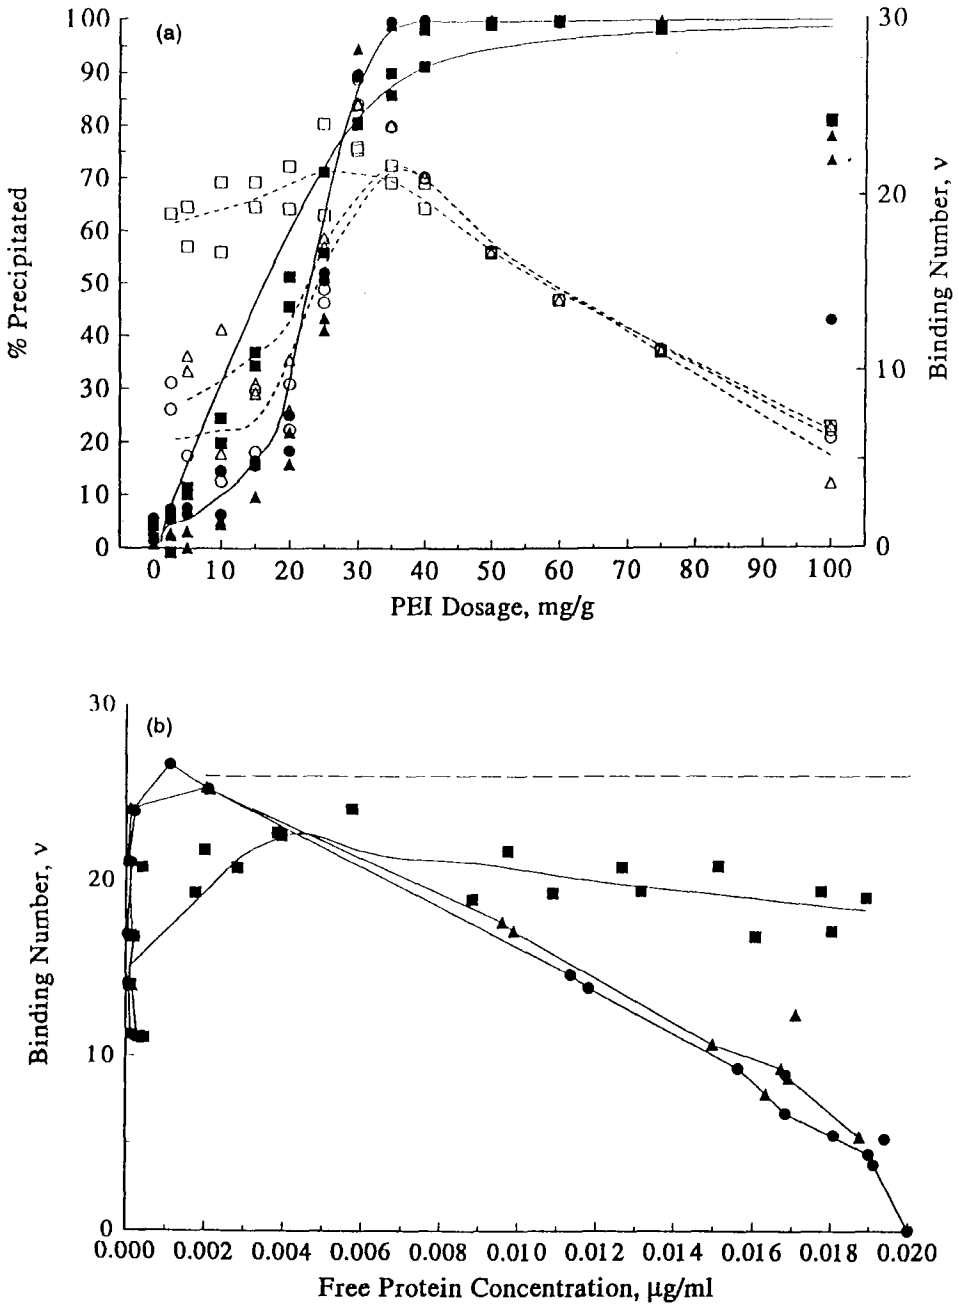 (a)
100
90
80
70
60
50
40
30
20
10
0
% Precipitated
30
20
10
0
Binding Number, ν
0 10 20 30 40 50 60 75 90 100
PEI Dosage, mg/g
(b)
30
20
10
0
Binding Number, ν
0.000 0.002 0.004 0.006 0.008 0.010 0.012 0.014 0.016 0.018 0.020
Free Protein Concentration, µg/ml